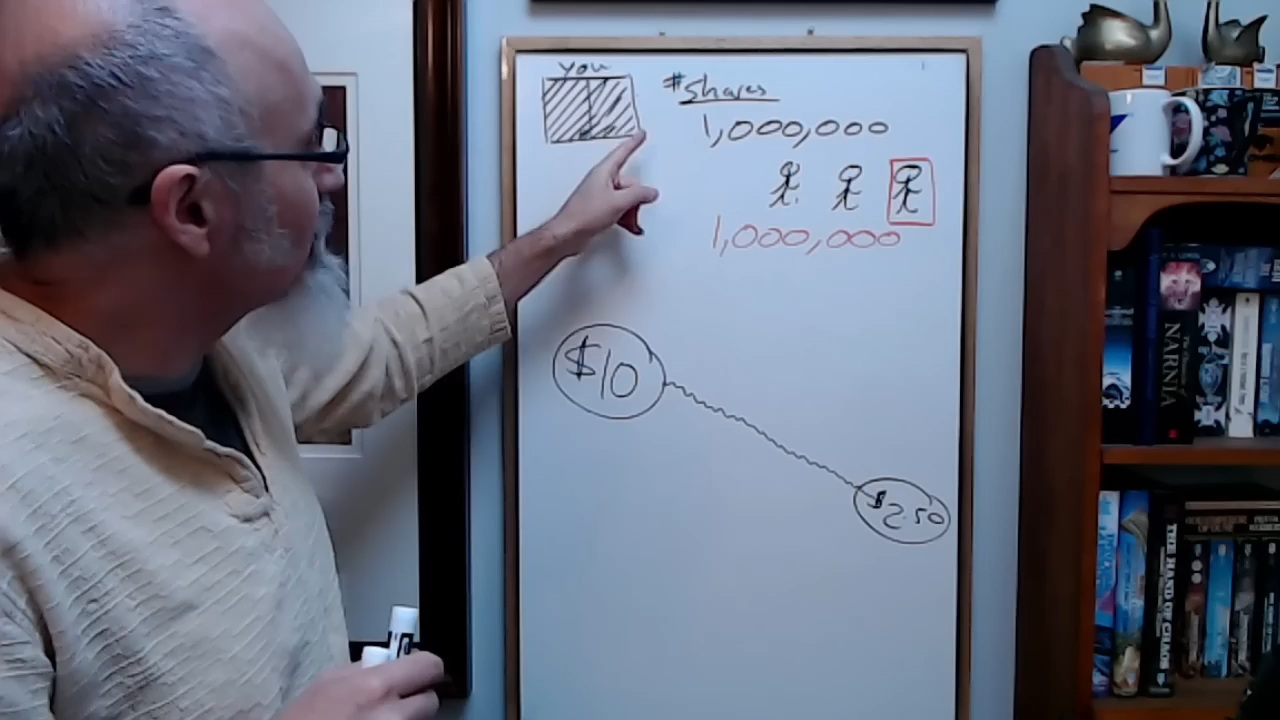 you
#Shares
1,000,000
1,000,000
$10
$2.50
NARNIA
THE HAND OF CHAOS